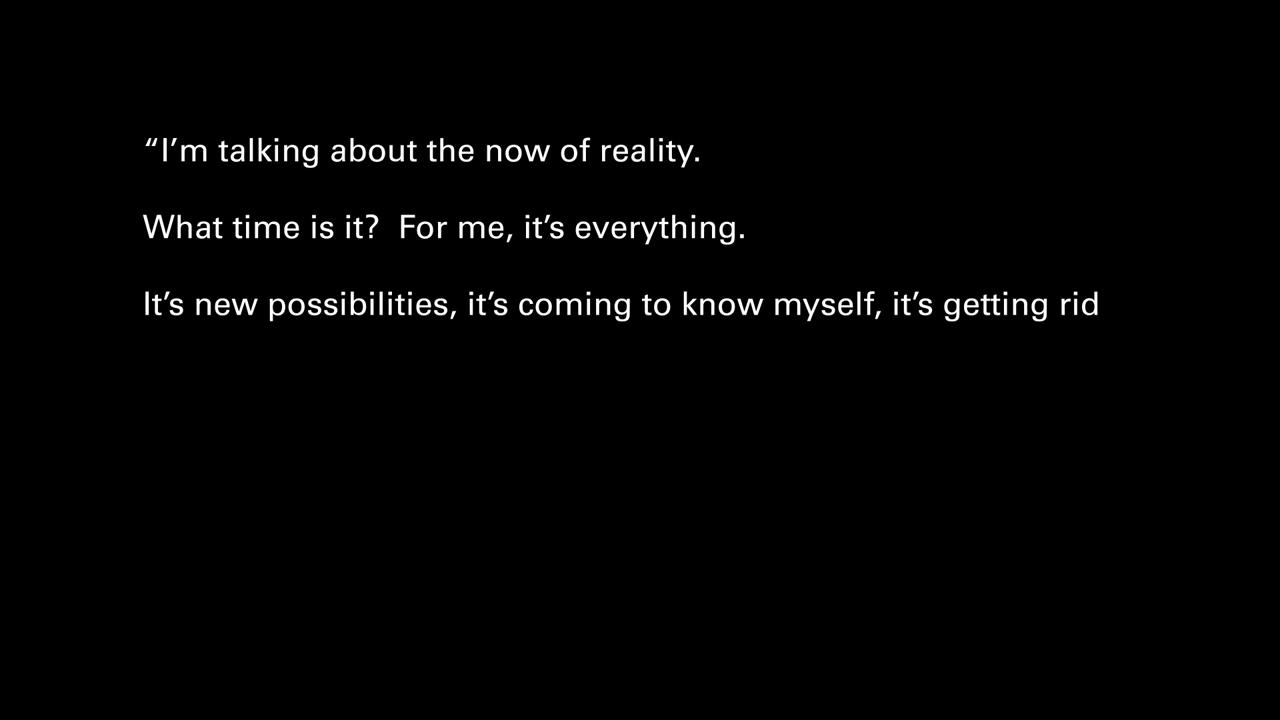 “I’m talking about the now of reality.
What time is it?  For me, it’s everything.
It’s new possibilities, it’s coming to know myself, it’s getting rid